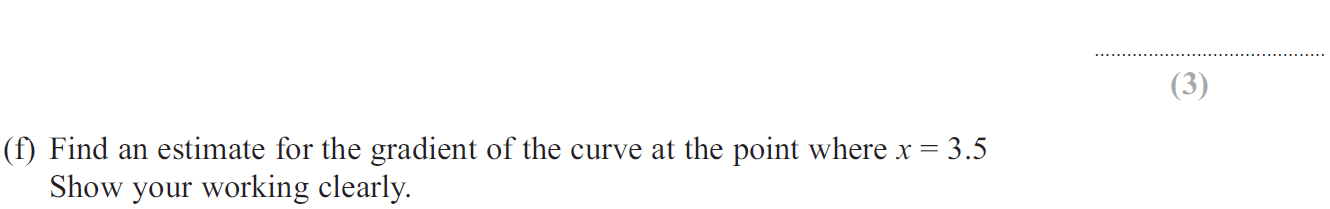 ..........................................
(3)
(f) Find an estimate for the gradient of the curve at the point where x = 3.5
Show your working clearly.